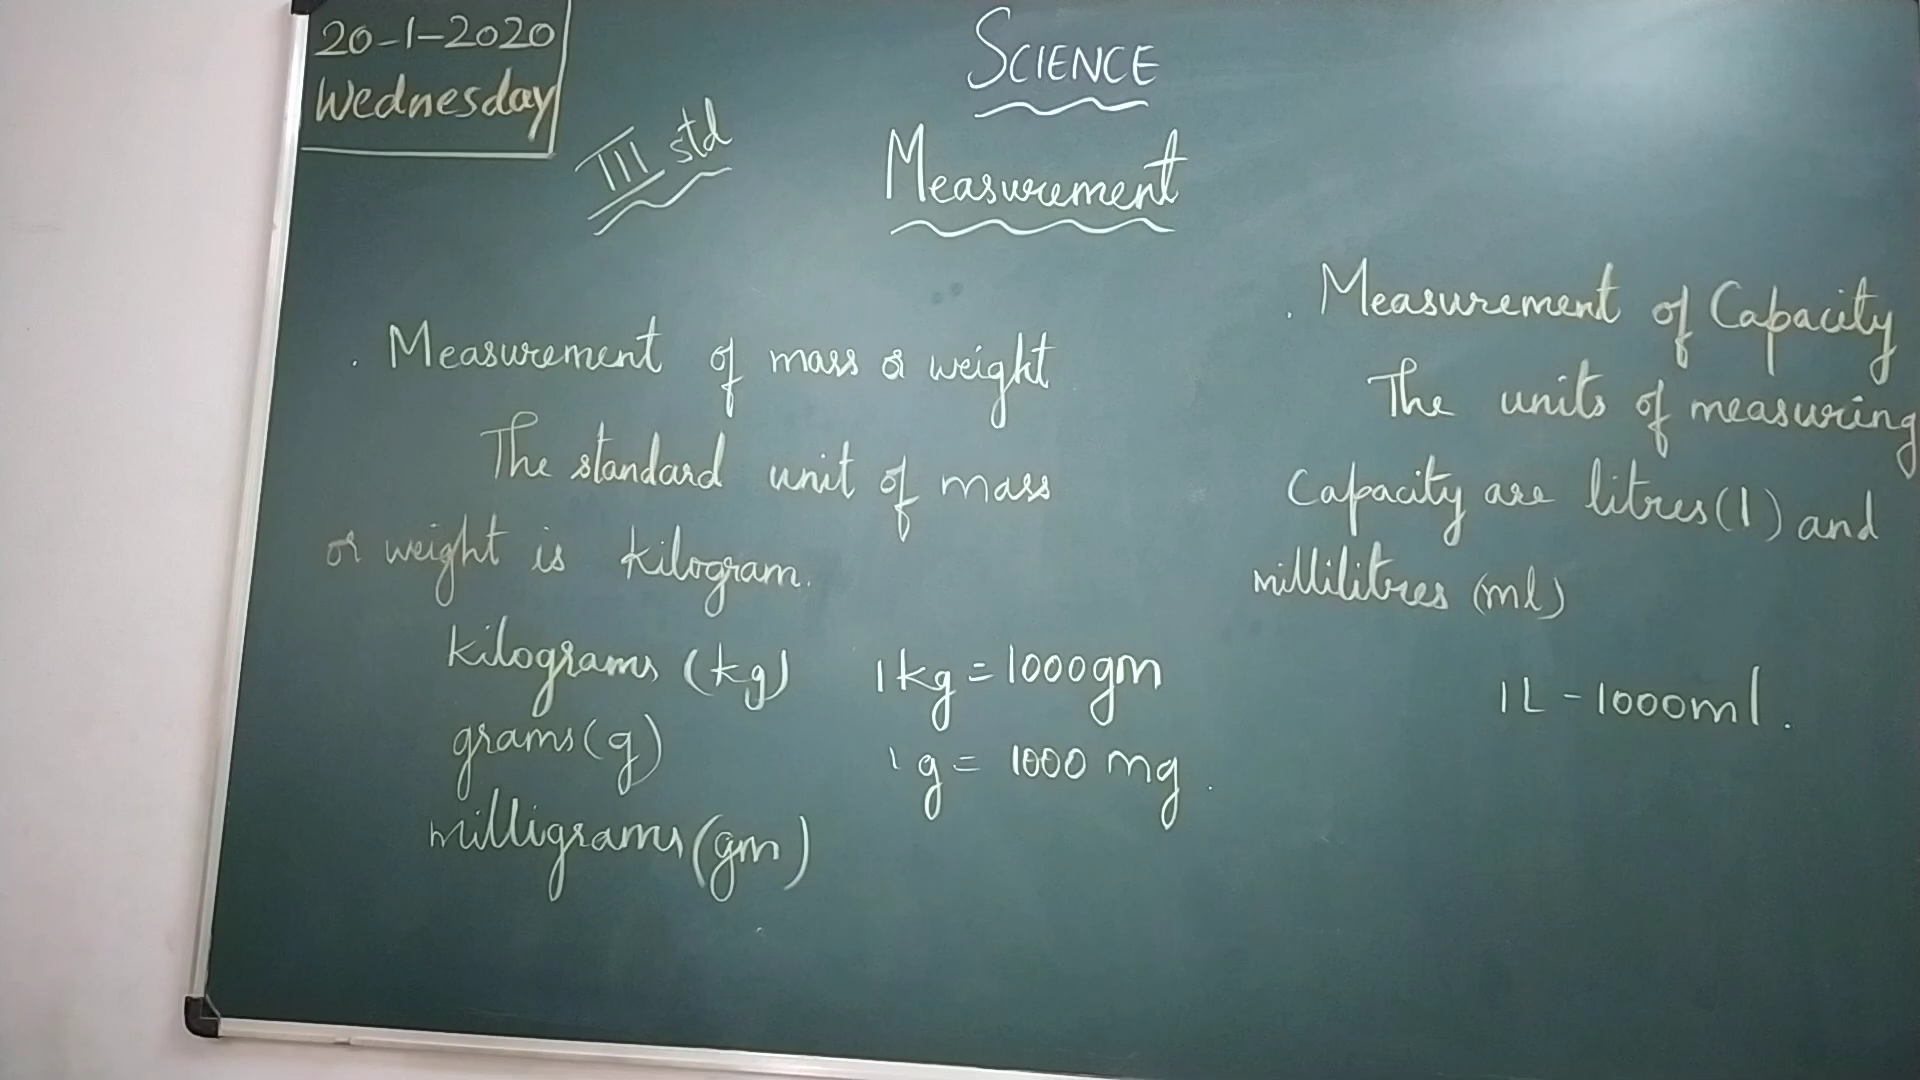 20-1-2020
Wednesday
III std
SCIENCE
Measurement
. Measurement of mass or weight
The standard unit of mass
or weight is kilogram.
kilograms (kg) 1kg = 1000gm
grams (g) 1g = 1000 mg.
milligrams (gm)
. Measurement of Capacity
The units of measuring
Capacity are litres (l) and
millilitres (ml)
1L - 1000ml.